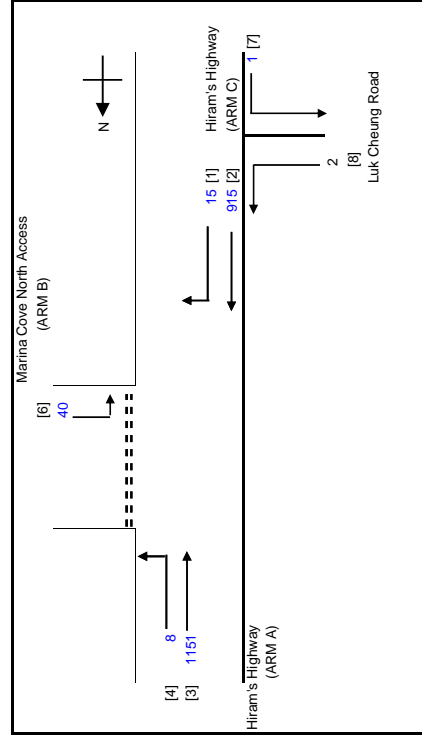 Marina Cove North Access
(ARM B)
N
[6]
40
Hiram's Highway
(ARM C)
1 [7]
15 [1]
915 [2]
2
[8]
Luk Cheung Road
8
1151
[4]
[3]
Hiram's Highway
(ARM A)